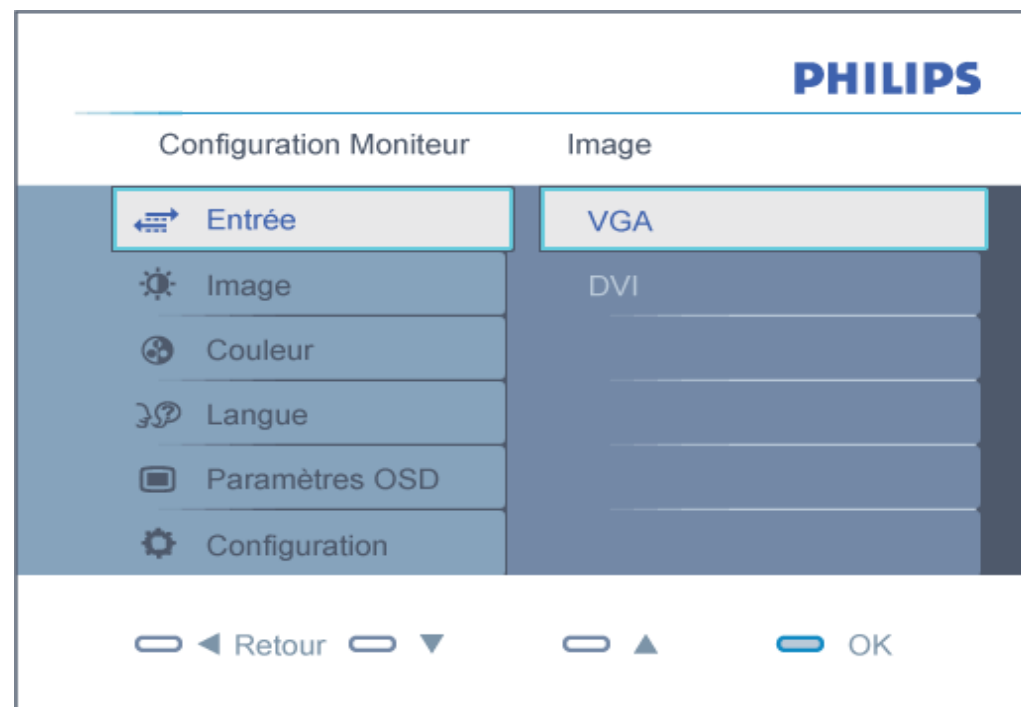 PHILIPS
Configuration Moniteur Image
Entrée VGA
Image DVI
Couleur
Langue
Paramètres OSD
Configuration
Retour OK